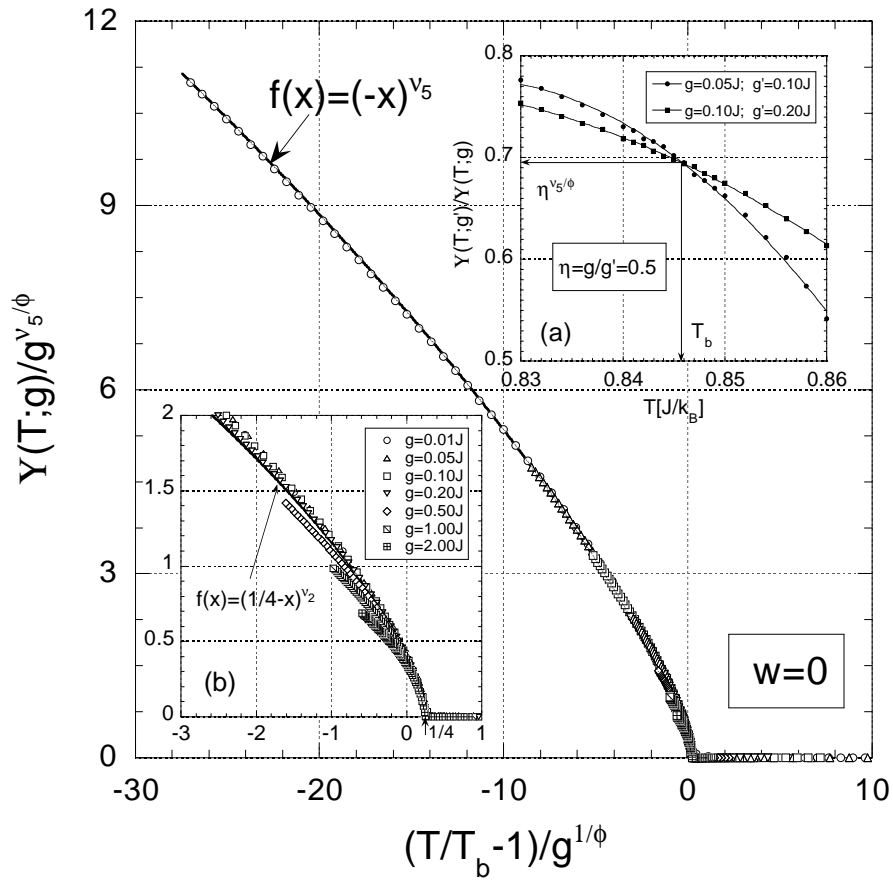 12
9
6
3
0
-30
-20
-10
0
10
Υ(T;g)/g^ν₅/ϕ
(T/T_b-1)/g^1/ϕ
f(x)=(-x)^ν₅
w=0
0.8
0.7
0.6
0.5
0.83
0.84
0.85
0.86
Υ(T;g')/Υ(T;g)
T[J/k_B]
g=0.05J; g'=0.10J
g=0.10J; g'=0.20J
η^ν₅/ϕ
η=g/g'=0.5
(a)
T_b
2
1.5
1
0.5
0
-3
-2
-1
0
1/4
1
g=0.01J
g=0.05J
g=0.10J
g=0.20J
g=0.50J
g=1.00J
g=2.00J
f(x)=(1/4-x)^ν₂
(b)